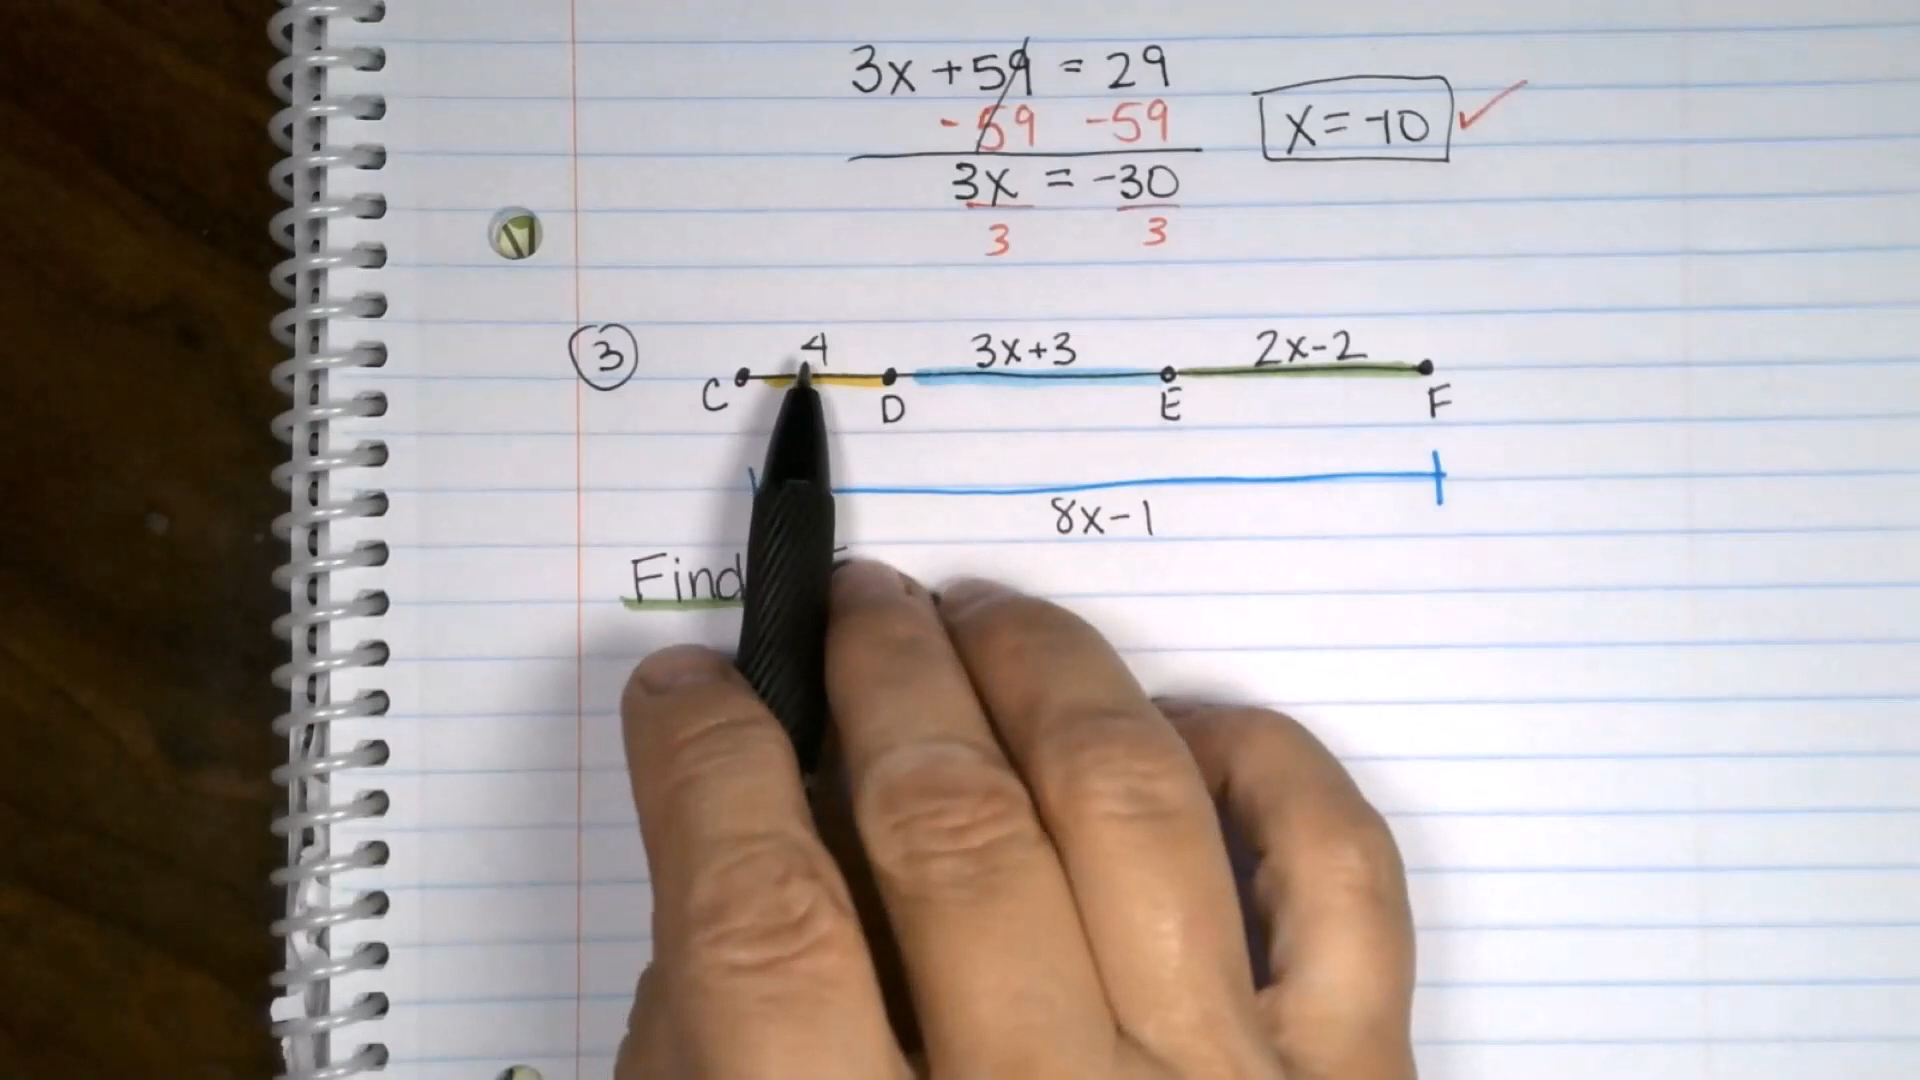 3x + 59 = 29
- 59 -59
3x = -30
3 3
x = -10
3
4 3x+3 2x-2
C D E F
8x-1
Find